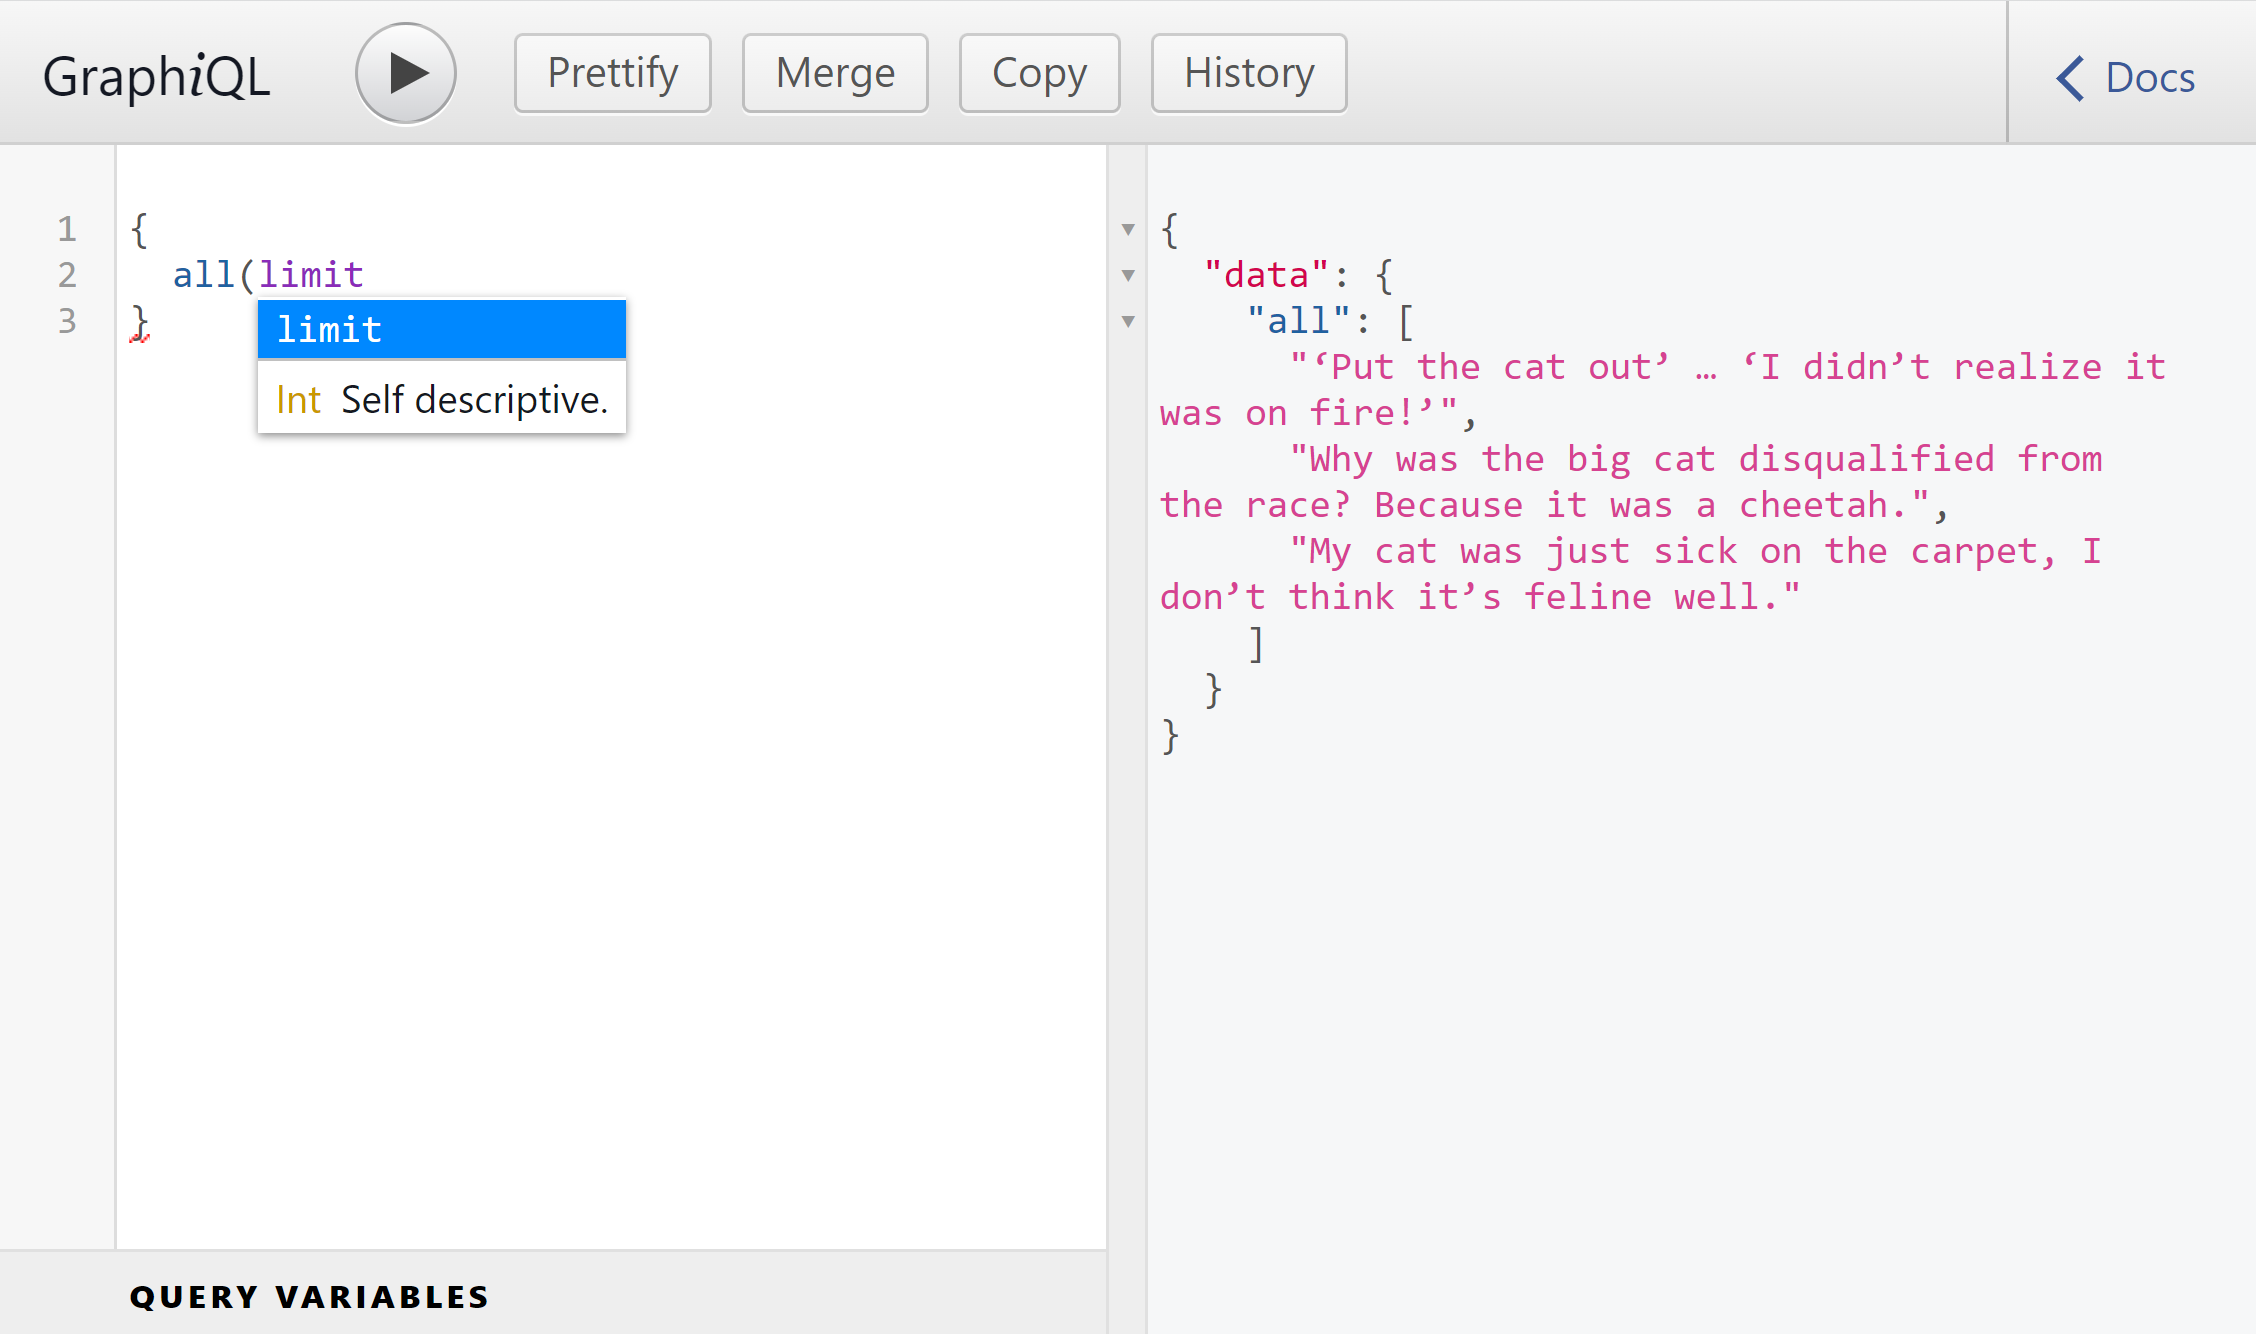 GraphiQL
Prettify
Merge
Copy
History
Docs
1
2
3
{
  all(limit
}
limit
Int Self descriptive.
{
  "data": {
    "all": [
      "‘Put the cat out’ … ‘I didn’t realize it
was on fire!’",
      "Why was the big cat disqualified from
the race? Because it was a cheetah.",
      "My cat was just sick on the carpet, I
don’t think it’s feline well."
    ]
  }
}
QUERY VARIABLES